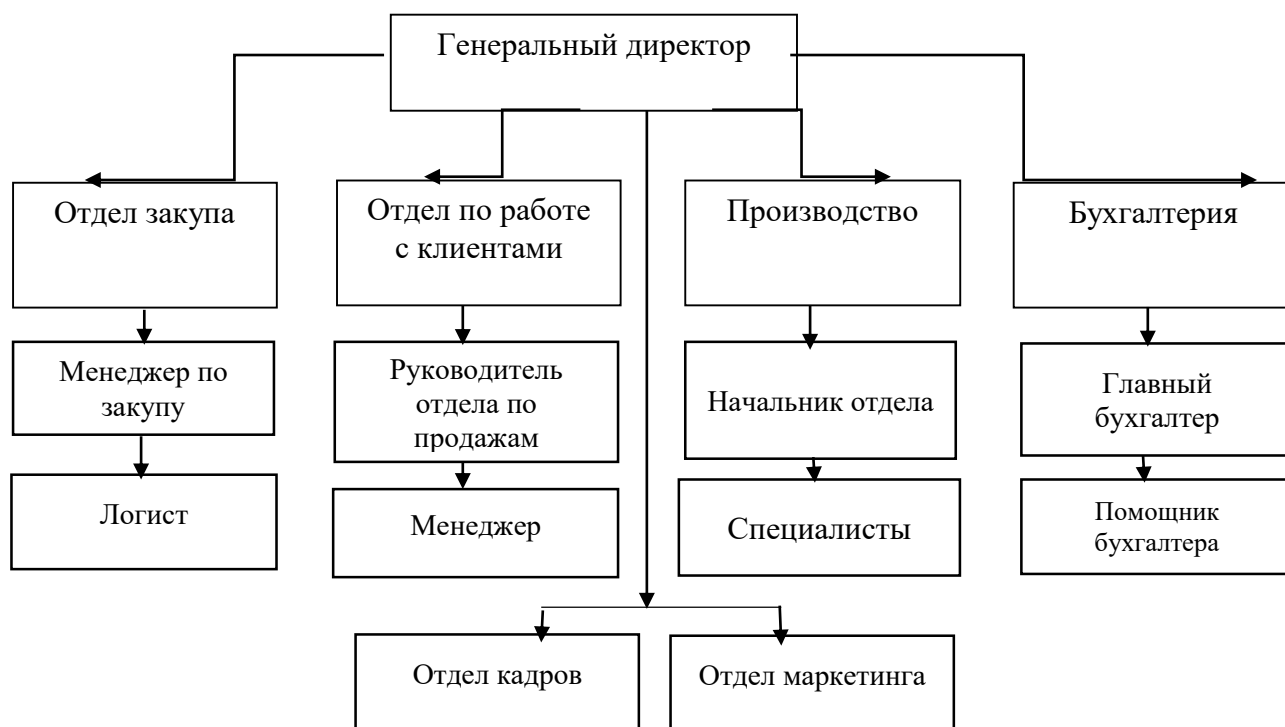 Генеральный директор
Отдел закупа
Отдел по работе
с клиентами
Производство
Бухгалтерия
Менеджер по
закупу
Руководитель
отдела по
продажам
Начальник отдела
Главный
бухгалтер
Логист
Менеджер
Специалисты
Помощник
бухгалтера
Отдел кадров
Отдел маркетинга